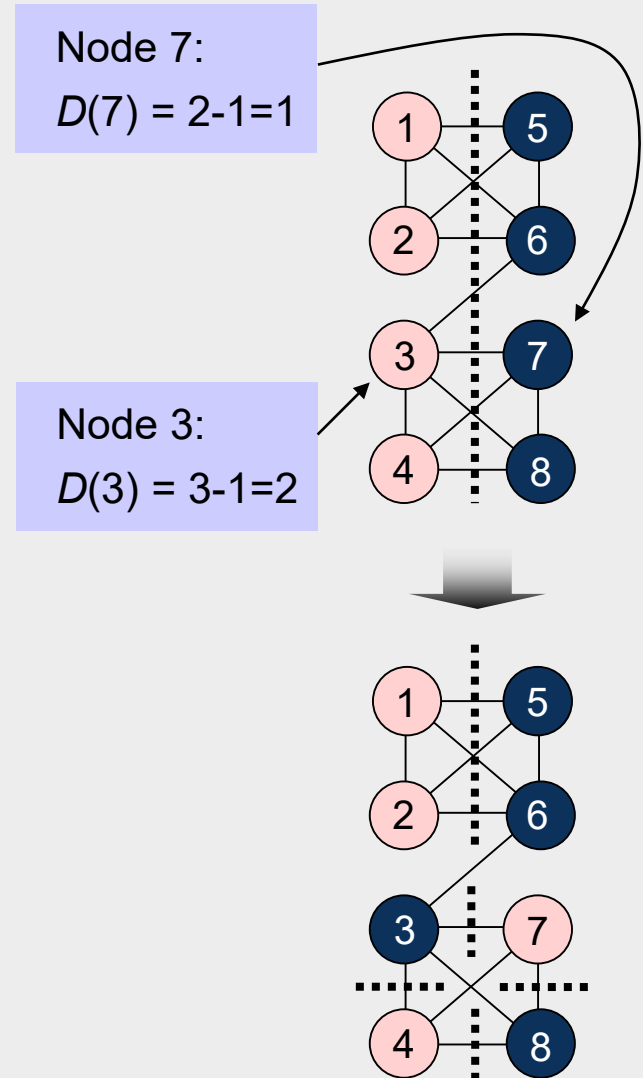 Node 7:
D(7) = 2-1=1
1 5
2 6
3 7
4 8
Node 3:
D(3) = 3-1=2
1 5
2 6
3 7
4 8